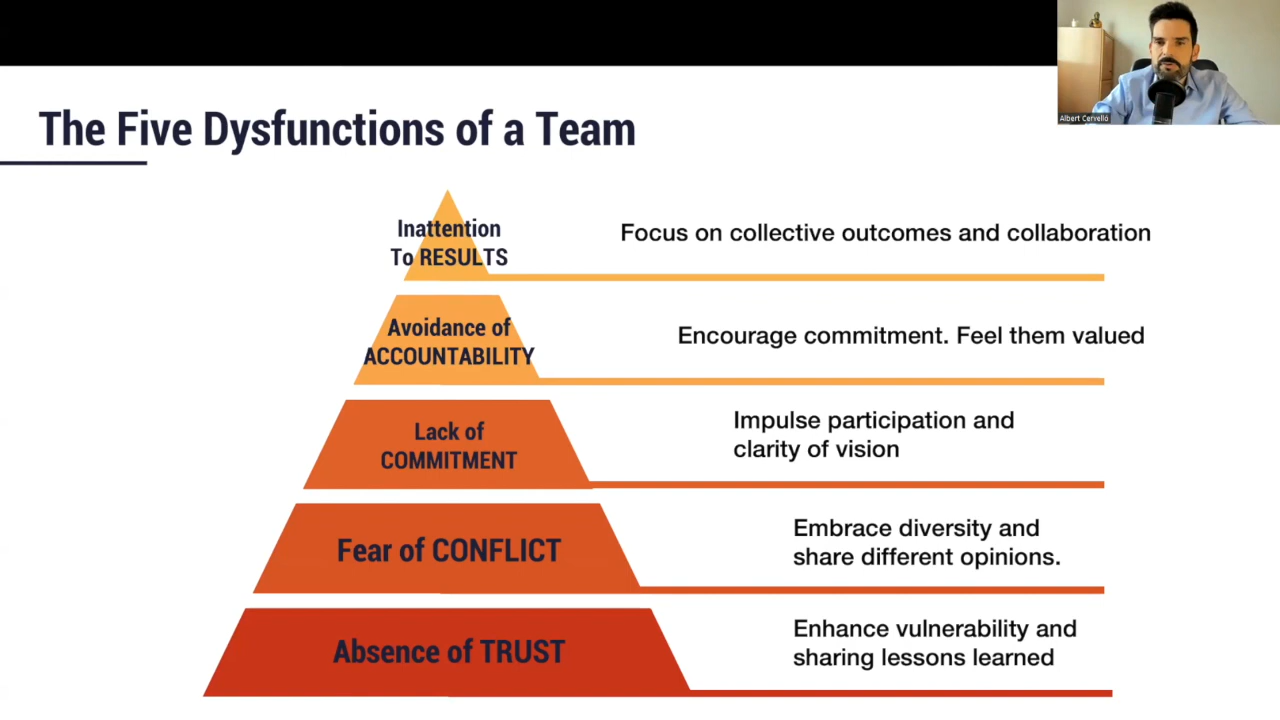 Albert Cervelló
The Five Dysfunctions of a Team
Inattention
To RESULTS
Focus on collective outcomes and collaboration
Avoidance of
ACCOUNTABILITY
Encourage commitment. Feel them valued
Lack of
COMMITMENT
Impulse participation and
clarity of vision
Fear of CONFLICT
Embrace diversity and
share different opinions.
Absence of TRUST
Enhance vulnerability and
sharing lessons learned